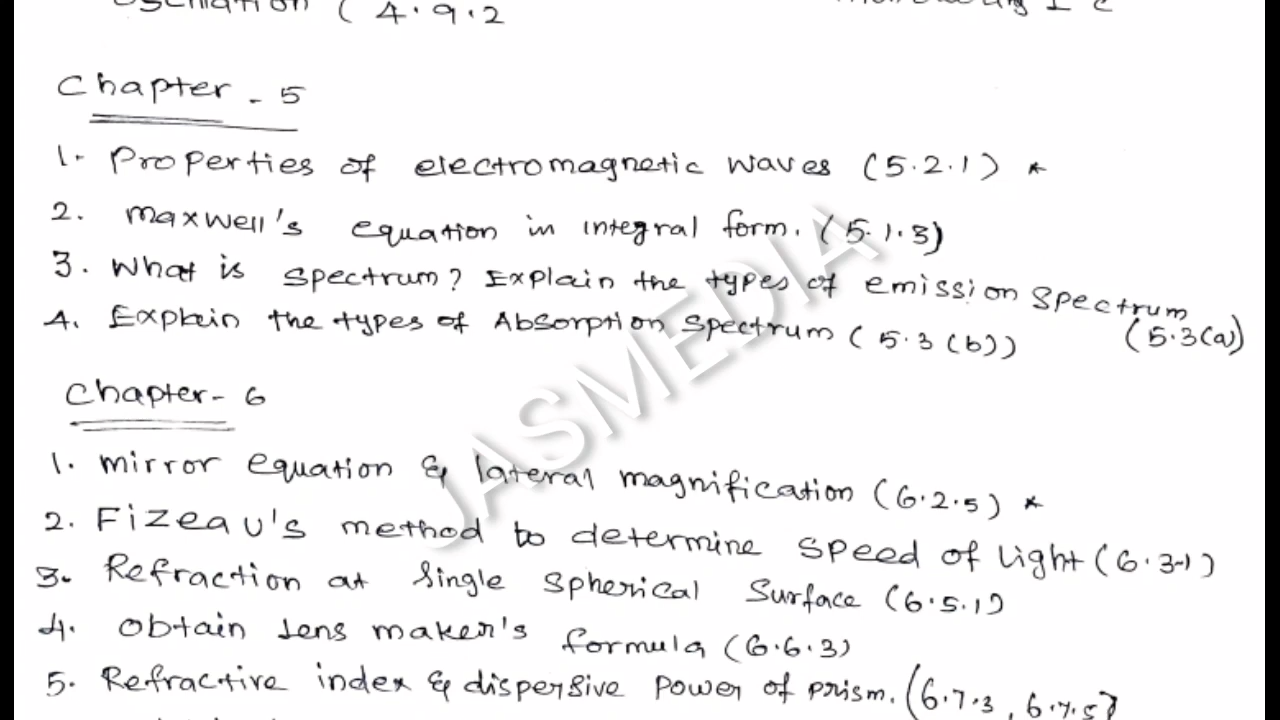 ( 4.9.2
Chapter - 5
1. Properties of electromagnetic waves (5.2.1) *
2. maxwell's equation in integral form. (5.1.3)
3. What is spectrum? Explain the types of emission spectrum (5.3(a))
4. Explain the types of Absorption spectrum (5.3(b))
Chapter - 6
1. mirror equation & lateral magnification (6.2.5) *
2. Fizeau's method to determine speed of light (6.3.1)
3. Refraction at single spherical surface (6.5.1)
4. obtain lens maker's formula (6.6.3)
5. Refractive index & dispersive power of prism. (6.7.3, 6.7.5)
JASMEDIA